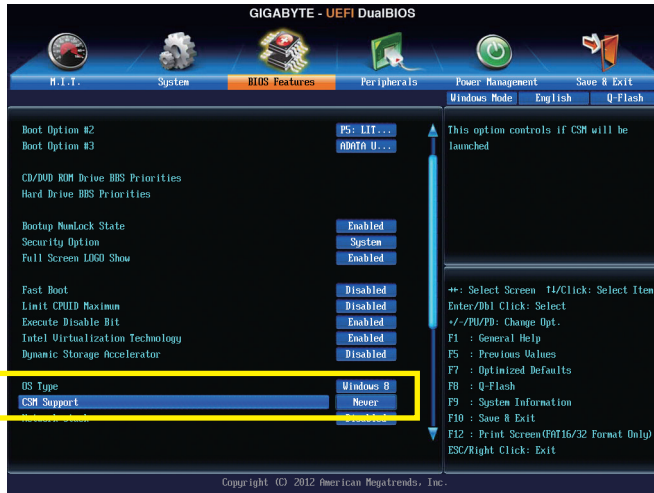 GIGABYTE - UEFI DualBIOS
M.I.T. System BIOS Features Peripherals Power Management Save & Exit
Windows Mode English Q-Flash
Boot Option #2 P5: LIT...
Boot Option #3 ADATA U...
CD/DVD ROM Drive BBS Priorities
Hard Drive BBS Priorities
Bootup NumLock State Enabled
Security Option System
Full Screen LOGO Show Enabled
Fast Boot Disabled
Limit CPUID Maximum Disabled
Execute Disable Bit Enabled
Intel Virtualization Technology Enabled
Dynamic Storage Accelerator Disabled
OS Type Windows 8
CSM Support Never
Network stack Disabled
This option controls if CSM will be
launched
↔: Select Screen ↑↓/Click: Select Item
Enter/Dbl Click: Select
+/-/PU/PD: Change Opt.
F1 : General Help
F5 : Previous Values
F7 : Optimized Defaults
F8 : Q-Flash
F9 : System Information
F10 : Save & Exit
F12 : Print Screen(FAT16/32 Format Only)
ESC/Right Click: Exit
Copyright (C) 2012 American Megatrends, Inc.